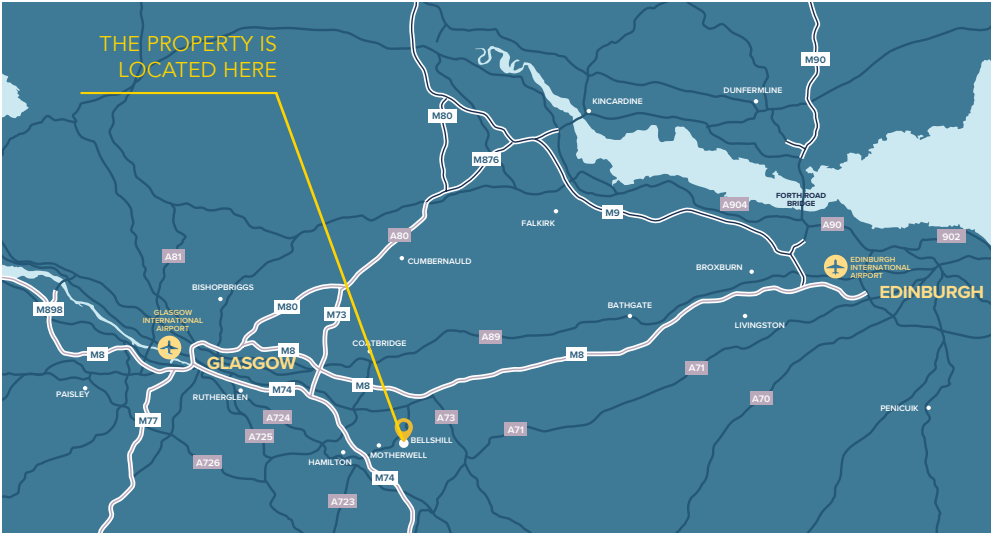 THE PROPERTY IS
LOCATED HERE
M90
DUNFERMLINE
KINCARDINE
M80
M876
FORTH ROAD
BRIDGE
A904
M9
FALKIRK
A90
902
A80
A81
CUMBERNAULD
BROXBURN
EDINBURGH
INTERNATIONAL
AIRPORT
EDINBURGH
BISHOPBRIGGS
M898
M80
M73
BATHGATE
LIVINGSTON
GLASGOW
INTERNATIONAL
AIRPORT
A89
COATBRIDGE
M8
M8
M8
GLASGOW
A71
PAISLEY
RUTHERGLEN
M74
M8
A70
PENICUIK
M77
A724
A73
A71
A725
BELLSHILL
MOTHERWELL
A726
HAMILTON
M74
A723